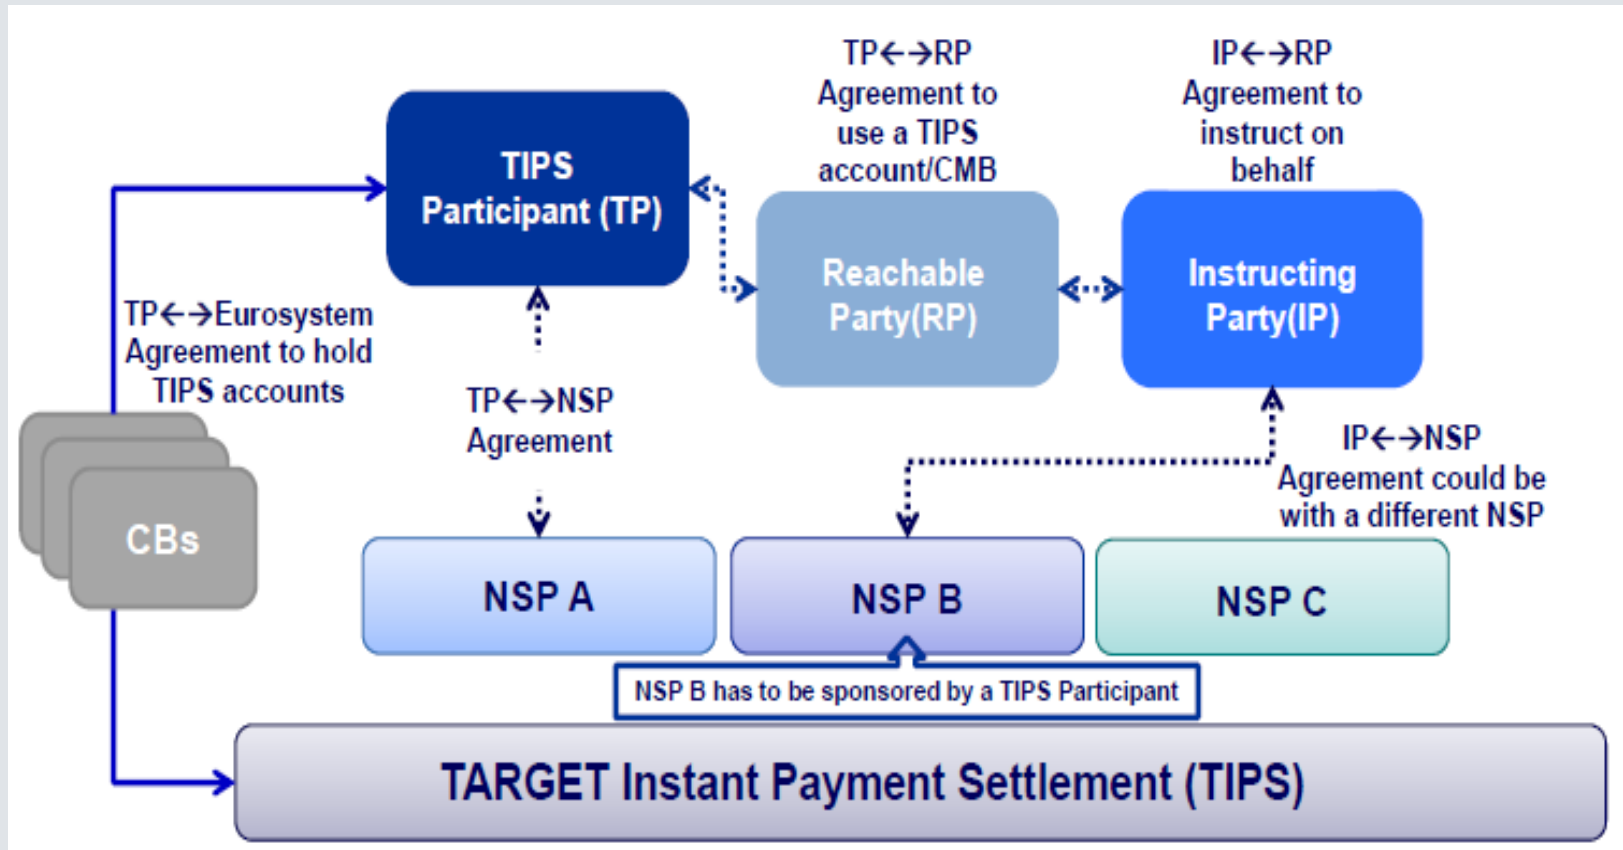 TP←→RP
Agreement to
use a TIPS
account/CMB
IP←→RP
Agreement to
instruct on
behalf
TIPS
Participant (TP)
Reachable
Party(RP)
Instructing
Party(IP)
TP←→Eurosystem
Agreement to hold
TIPS accounts
TP←→NSP
Agreement
IP←→NSP
Agreement could be
with a different NSP
CBs
NSP A
NSP B
NSP C
NSP B has to be sponsored by a TIPS Participant
TARGET Instant Payment Settlement (TIPS)